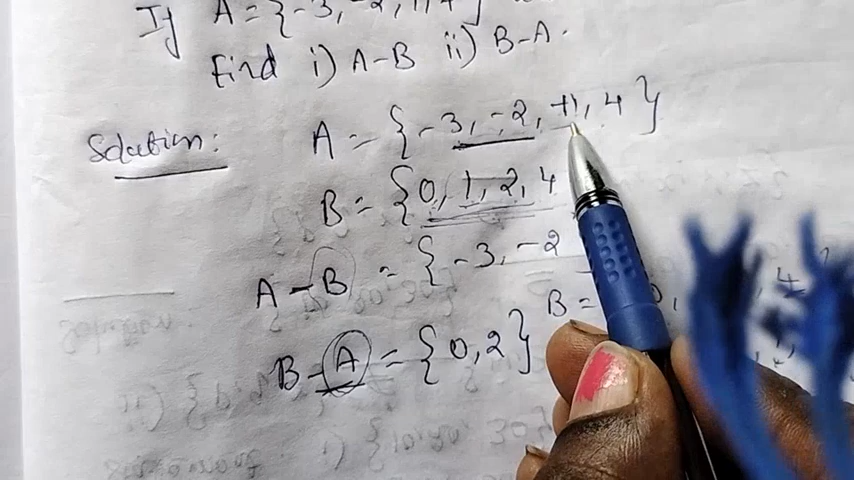 If A = {-3, -2, 1, 4}
Find i) A-B ii) B-A.
Solution:
A = {-3, -2, +1, 4}
B = {0, 1, 2, 4
A-B = {-3, -2
B =
B-A = {0, 2}